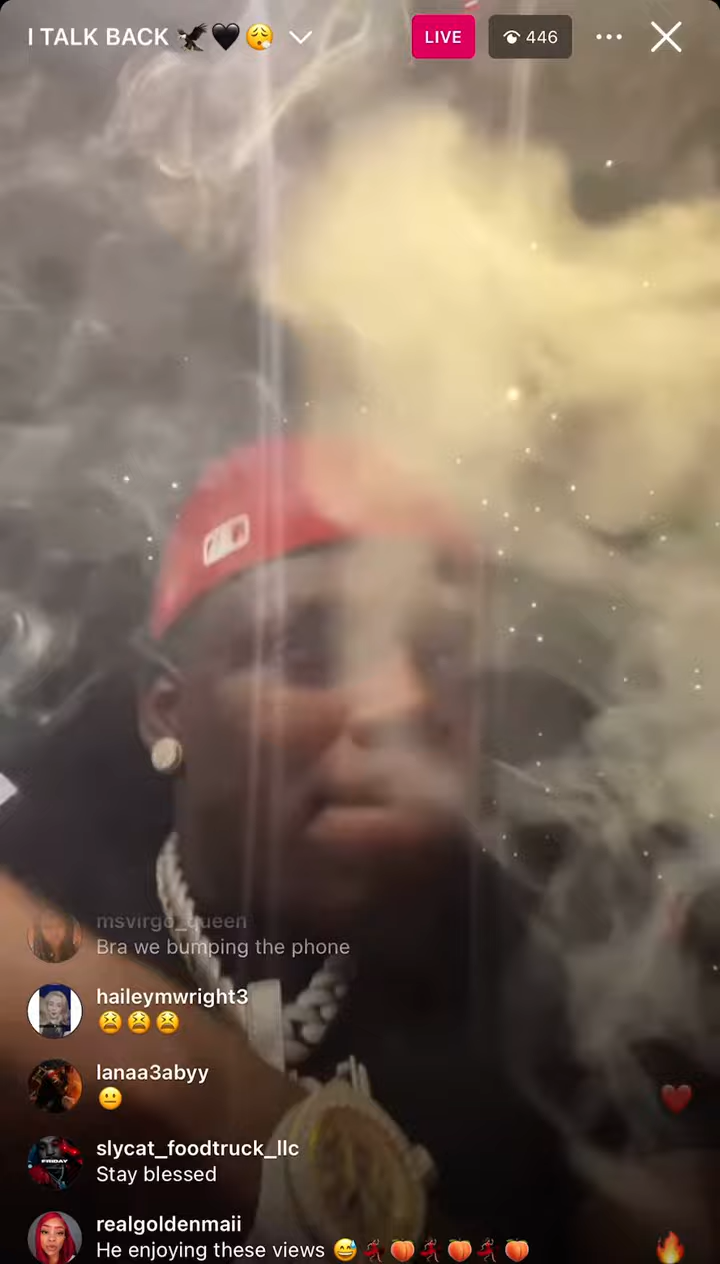 I TALK BACK 🦅🖤😮‍💨
LIVE
446
msvirgo_queen
Bra we bumping the phone
haileymwright3
😫😫😫
lanaa3abyy
😐
slycat_foodtruck_llc
Stay blessed
realgoldenmaii
He enjoying these views 😅💃🏿🍑💃🏿🍑💃🏿🍑